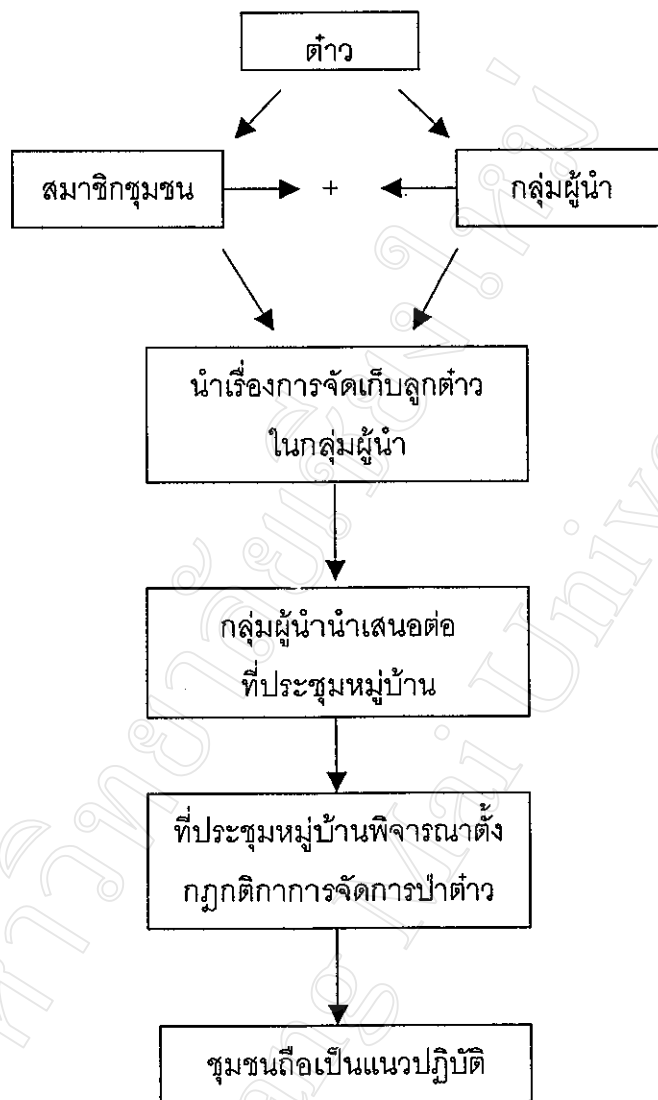 ต๋าว
สมาชิกชุมชน + กลุ่มผู้นำ
นำเรื่องการจัดเก็บลูกต๋าว
ในกลุ่มผู้นำ
กลุ่มผู้นำนำเสนอต่อ
ที่ประชุมหมู่บ้าน
ที่ประชุมหมู่บ้านพิจารณาตั้ง
กฎกติกาการจัดการป่าต๋าว
ชุมชนถือเป็นแนวปฏิบัติ